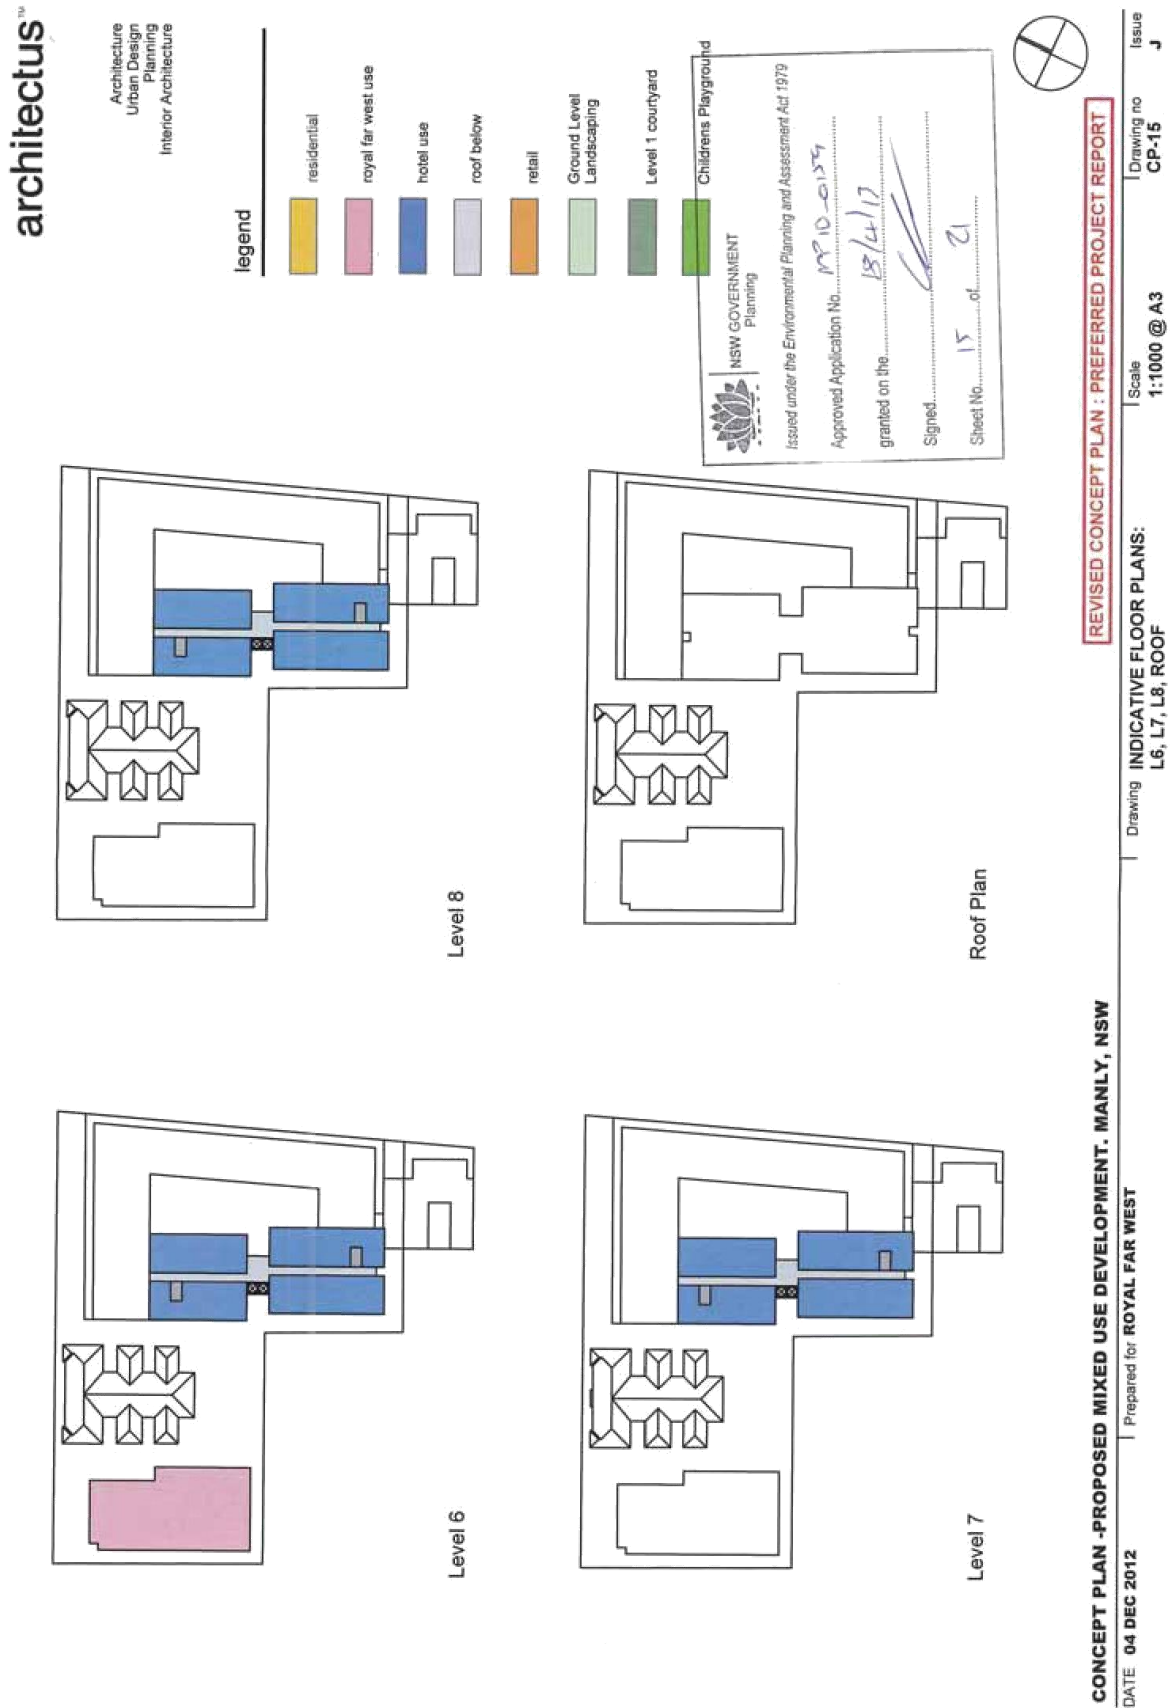 architectus™
Architecture
Urban Design
Planning
Interior Architecture
legend
residential
royal far west use
hotel use
roof below
retail
Ground Level
Landscaping
Level 1 courtyard
Childrens Playground
Level 6
Level 8
Level 7
Roof Plan
NSW GOVERNMENT
Planning
Issued under the Environmental Planning and Assessment Act 1979
Approved Application No. MP10-0159
granted on the 18/4/13
Signed
Sheet No. 15 of 21
REVISED CONCEPT PLAN : PREFERRED PROJECT REPORT
CONCEPT PLAN -PROPOSED MIXED USE DEVELOPMENT. MANLY, NSW
DATE 04 DEC 2012
Prepared for ROYAL FAR WEST
Drawing INDICATIVE FLOOR PLANS:
L6, L7, L8, ROOF
Scale
1:1000 @ A3
Drawing no
CP-15
Issue
J